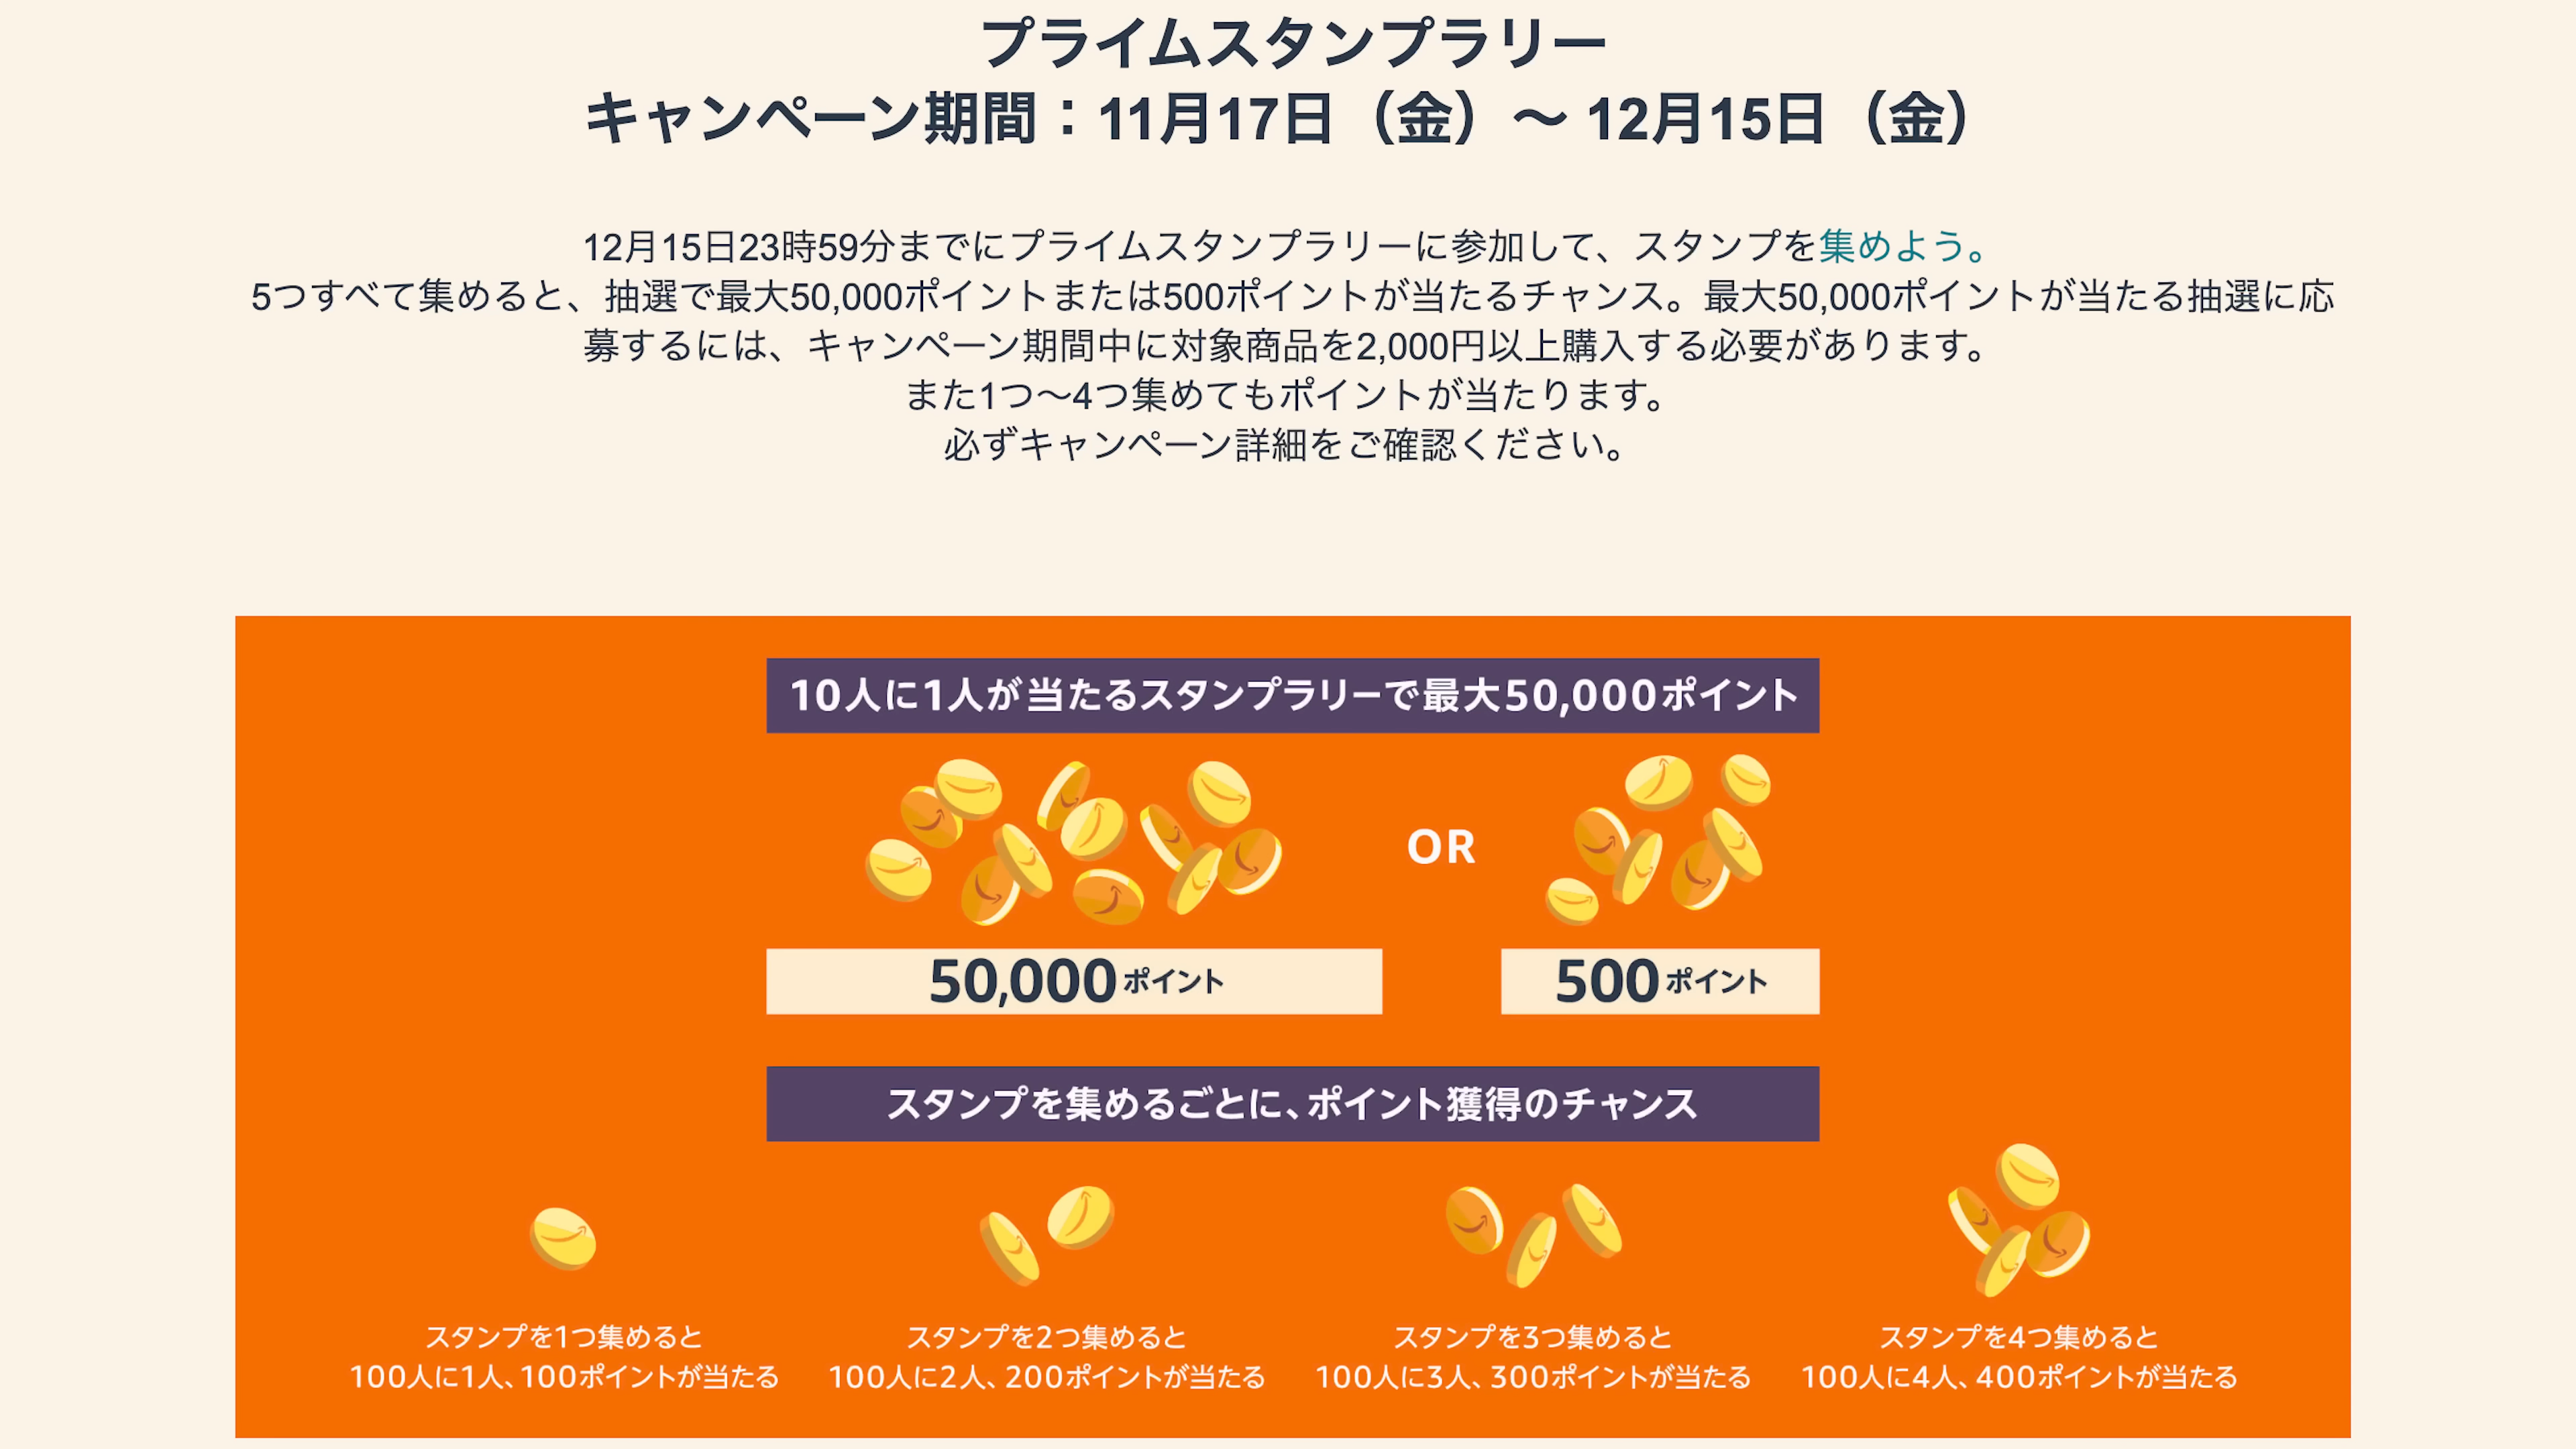 プライムスタンプラリー
キャンペーン期間：11月17日（金）〜 12月15日（金）
12月15日23時59分までにプライムスタンプラリーに参加して、スタンプを集めよう。
5つすべて集めると、抽選で最大50,000ポイントまたは500ポイントが当たるチャンス。最大50,000ポイントが当たる抽選に応
募するには、キャンペーン期間中に対象商品を2,000円以上購入する必要があります。
また1つ〜4つ集めてもポイントが当たります。
必ずキャンペーン詳細をご確認ください。
10人に1人が当たるスタンプラリーで最大50,000ポイント
OR
50,000ポイント
500ポイント
スタンプを集めるごとに、ポイント獲得のチャンス
スタンプを1つ集めると
100人に1人、100ポイントが当たる
スタンプを2つ集めると
100人に2人、200ポイントが当たる
スタンプを3つ集めると
100人に3人、300ポイントが当たる
スタンプを4つ集めると
100人に4人、400ポイントが当たる